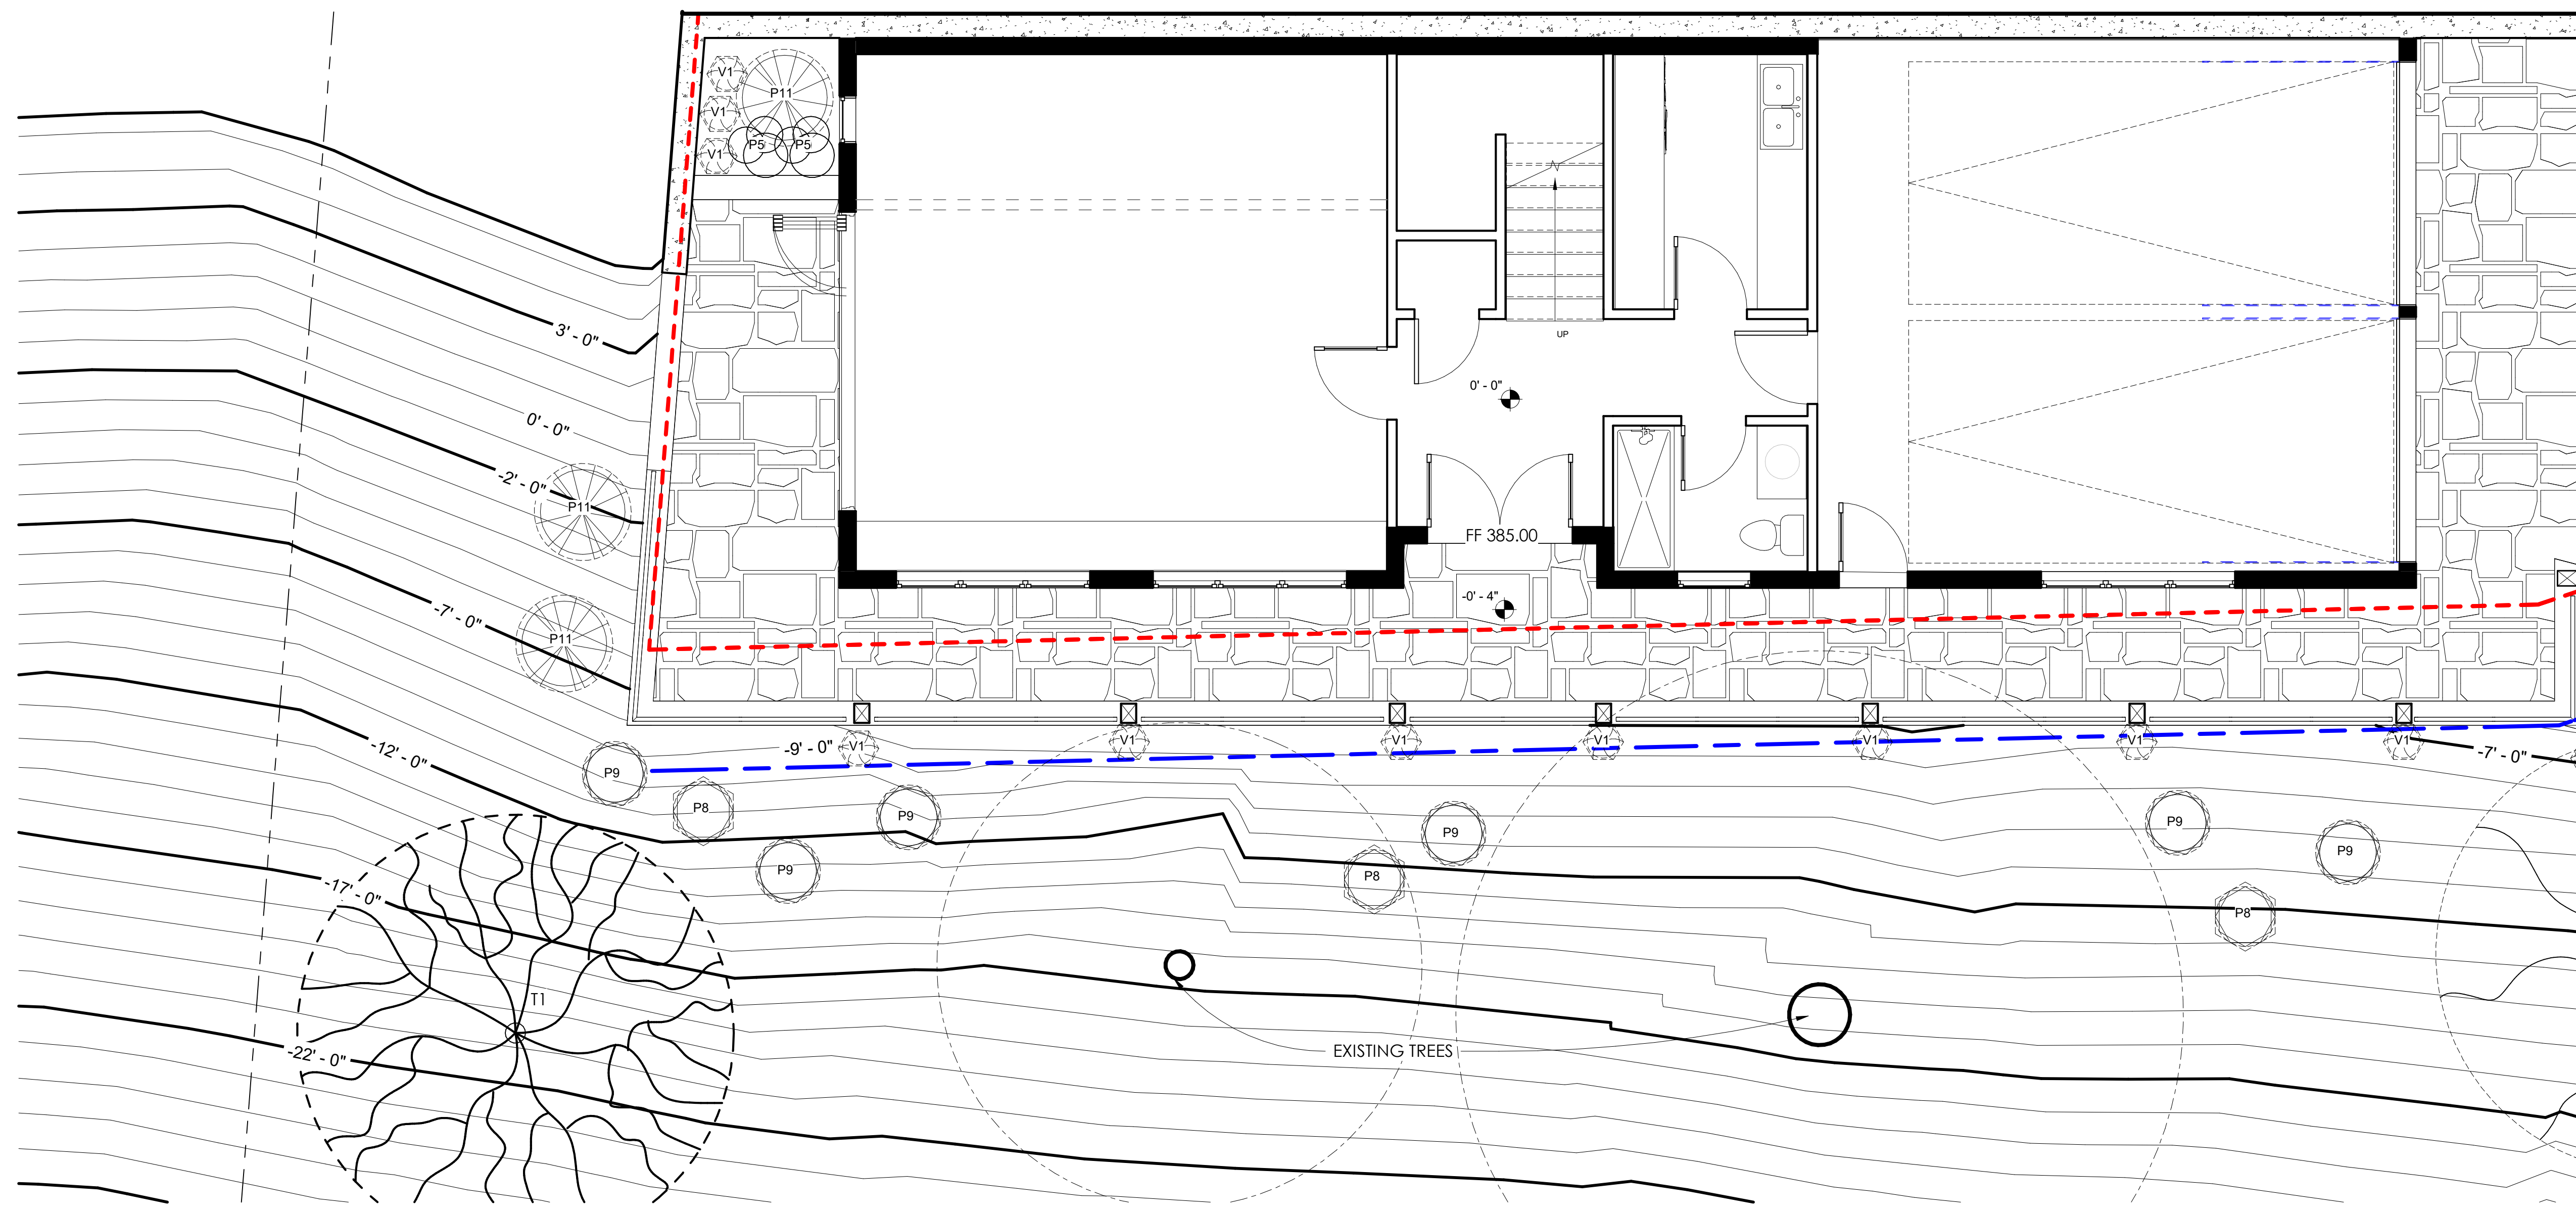 V1
P11
V1
P5
P5
V1
3' - 0"
UP
0' - 0"
0' - 0"
-2' - 0"
P11
FF 385.00
-0' - 4"
-7' - 0"
P11
-9' - 0"
V1
V1
V1
V1
V1
V1
V1
-7' - 0"
-12' - 0"
P9
P8
P9
P9
P9
P8
P9
P9
P8
-17' - 0"
T1
-22' - 0"
EXISTING TREES